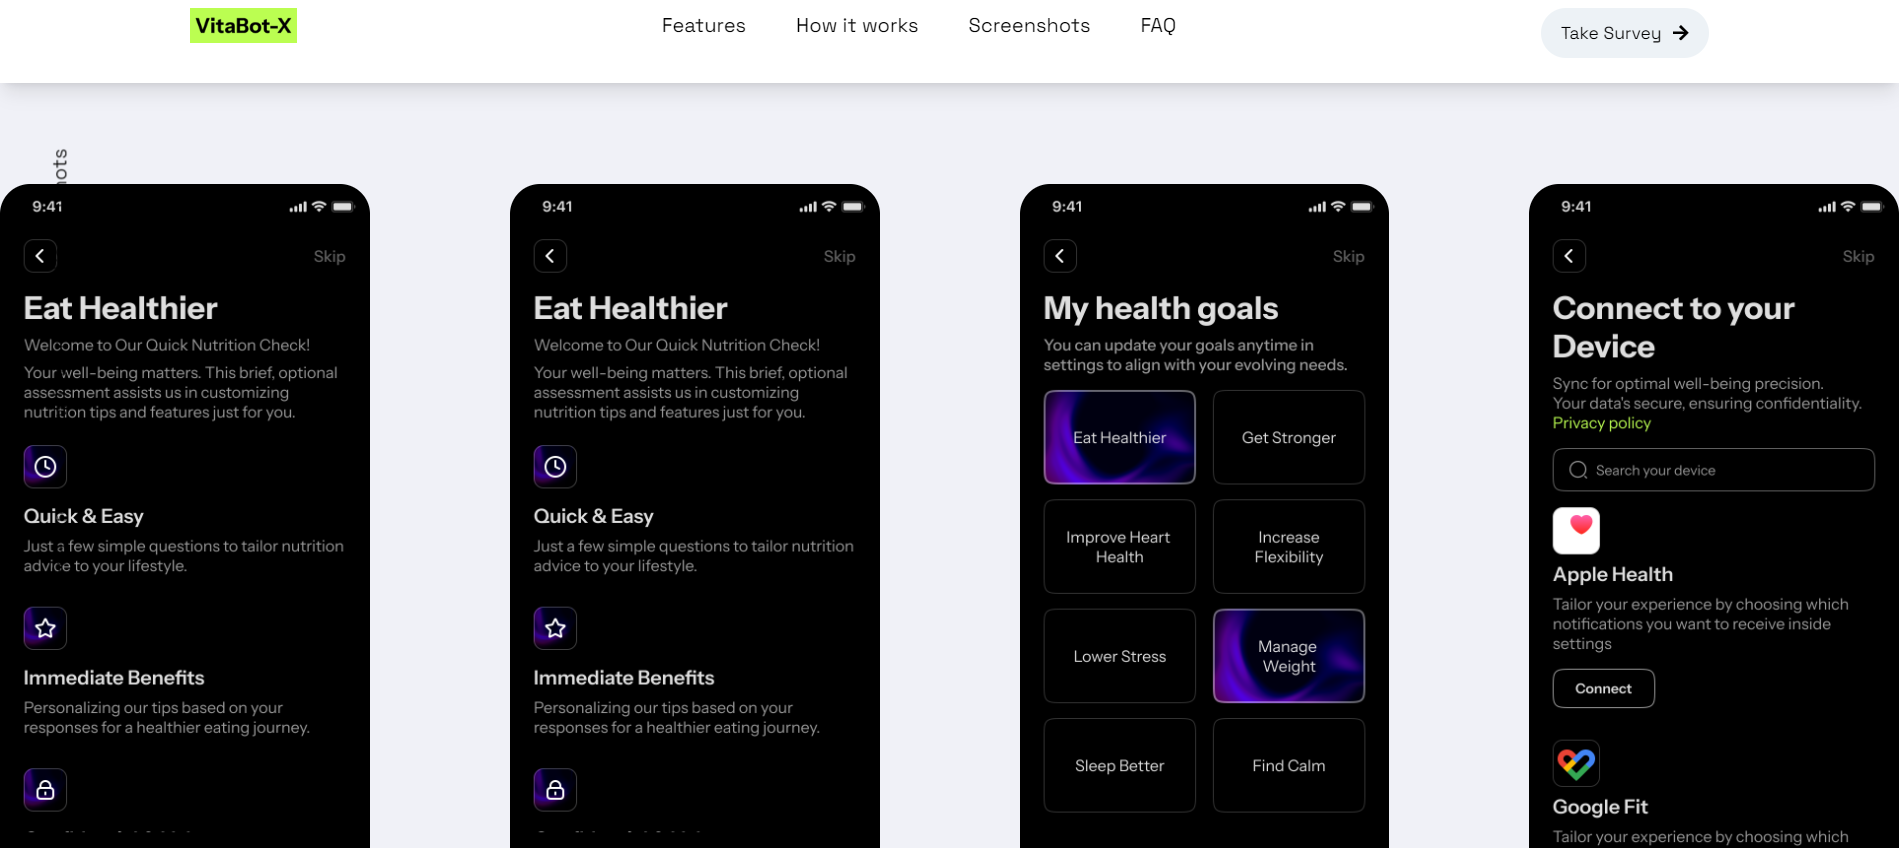 VitaBot-X
Features
How it works
Screenshots
FAQ
Take Survey
9:41
Skip
Eat Healthier
Welcome to Our Quick Nutrition Check!
Your well-being matters. This brief, optional
assessment assists us in customizing
nutrition tips and features just for you.
Quick & Easy
Just a few simple questions to tailor nutrition
advice to your lifestyle.
Immediate Benefits
Personalizing our tips based on your
responses for a healthier eating journey.
9:41
Skip
Eat Healthier
Welcome to Our Quick Nutrition Check!
Your well-being matters. This brief, optional
assessment assists us in customizing
nutrition tips and features just for you.
Quick & Easy
Just a few simple questions to tailor nutrition
advice to your lifestyle.
Immediate Benefits
Personalizing our tips based on your
responses for a healthier eating journey.
9:41
Skip
My health goals
You can update your goals anytime in
settings to align with your evolving needs.
Eat Healthier
Get Stronger
Improve Heart
Health
Increase
Flexibility
Lower Stress
Manage
Weight
Sleep Better
Find Calm
9:41
Skip
Connect to your
Device
Sync for optimal well-being precision.
Your data's secure, ensuring confidentiality.
Privacy policy
Search your device
Apple Health
Tailor your experience by choosing which
notifications you want to receive inside
settings
Connect
Google Fit
Tailor your experience by choosing which